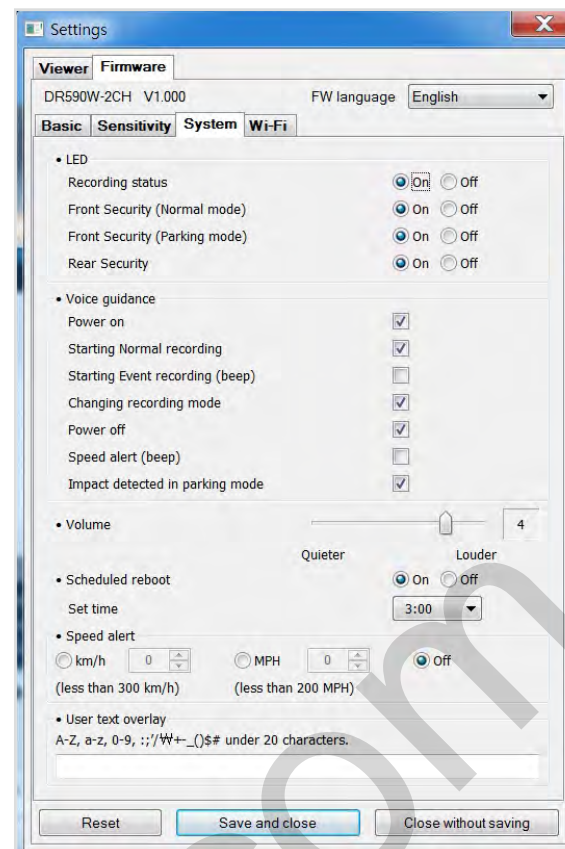 Settings
Viewer Firmware
DR590W-2CH V1.000 FW language English
Basic Sensitivity System Wi-Fi
• LED
Recording status On Off
Front Security (Normal mode) On Off
Front Security (Parking mode) On Off
Rear Security On Off
• Voice guidance
Power on
Starting Normal recording
Starting Event recording (beep)
Changing recording mode
Power off
Speed alert (beep)
Impact detected in parking mode
• Volume 4
Quieter Louder
• Scheduled reboot On Off
Set time 3:00
• Speed alert
km/h 0 MPH 0 Off
(less than 300 km/h) (less than 200 MPH)
• User text overlay
A-Z, a-z, 0-9, :;'/₩+-_()$# under 20 characters.
Reset Save and close Close without saving
com